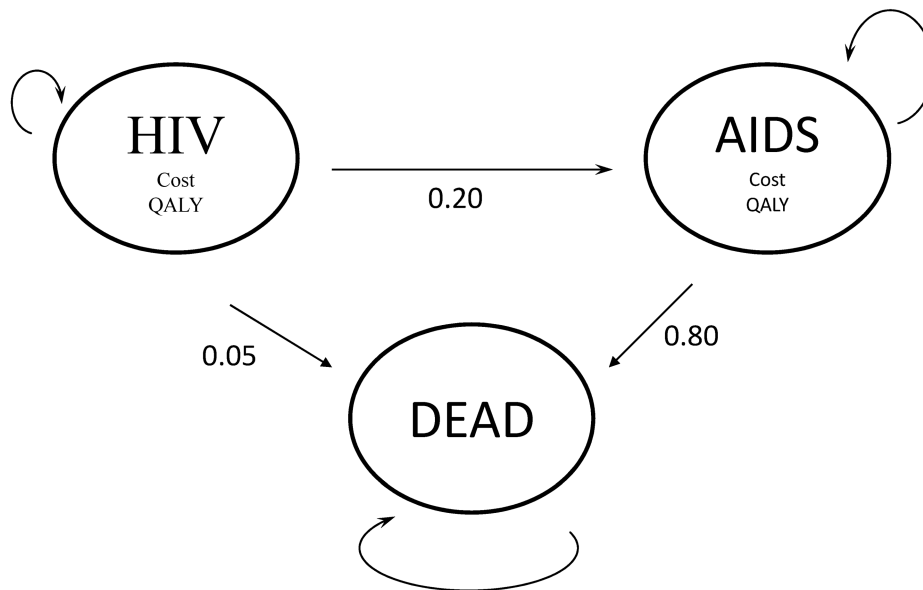 HIV
Cost
QALY
AIDS
Cost
QALY
0.20
0.05
0.80
DEAD